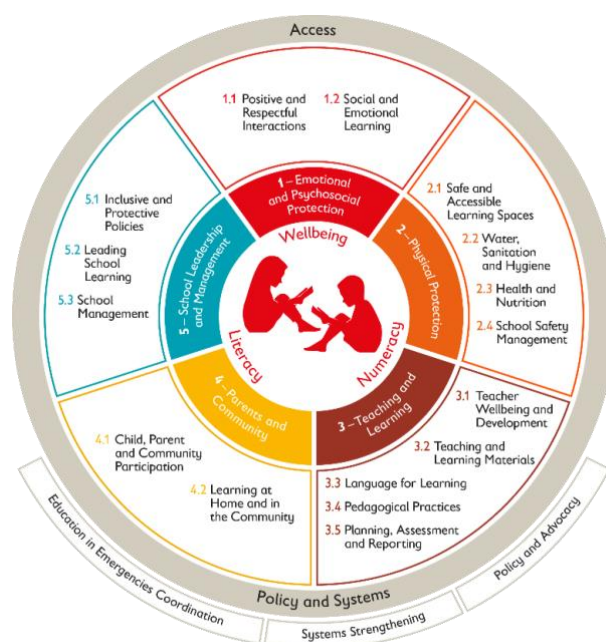 Access
1.1 Positive and
Respectful
Interactions
1.2 Social and
Emotional
Learning
1 – Emotional
and Psychosocial
Protection
2.1 Safe and
Accessible
Learning Spaces
2.2 Water,
Sanitation
and Hygiene
2.3 Health and
Nutrition
2.4 School Safety
Management
2 – Physical Protection
3.1 Teacher
Wellbeing and
Development
3.2 Teaching and
Learning Materials
3.3 Language for Learning
3.4 Pedagogical Practices
3.5 Planning, Assessment
and Reporting
3 – Teaching and
Learning
4.1 Child, Parent
and Community
Participation
4.2 Learning at
Home and in
the Community
4 – Parents and
Community
5.1 Inclusive and
Protective
Policies
5.2 Leading
School
Learning
5.3 School
Management
5 – School Leadership
and Management
Wellbeing
Numeracy
Literacy
Policy and Systems
Education in Emergencies Coordination
Systems Strengthening
Policy and Advocacy